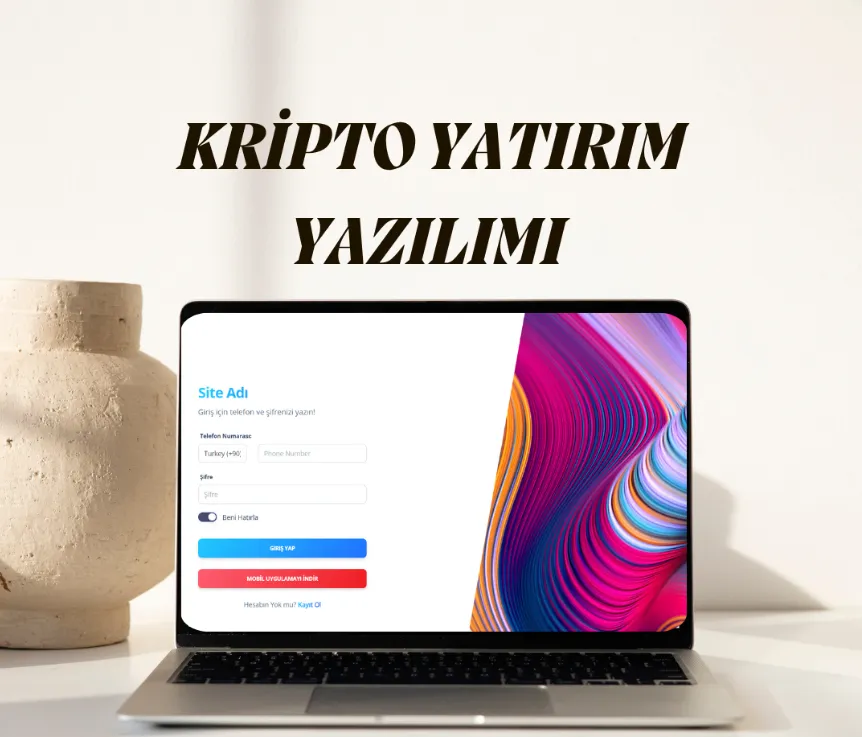 KRİPTO YATIRIM
YAZILIMI
Site Adı
Giriş için telefon ve şifrenizi yazın!
Telefon Numarası:
Turkey (+90)
Phone Number
Şifre
Şifre
Beni Hatırla
GİRİŞ YAP
MOBİL UYGULAMAYI İNDİR
Hesabın Yok mu? Kayıt Ol